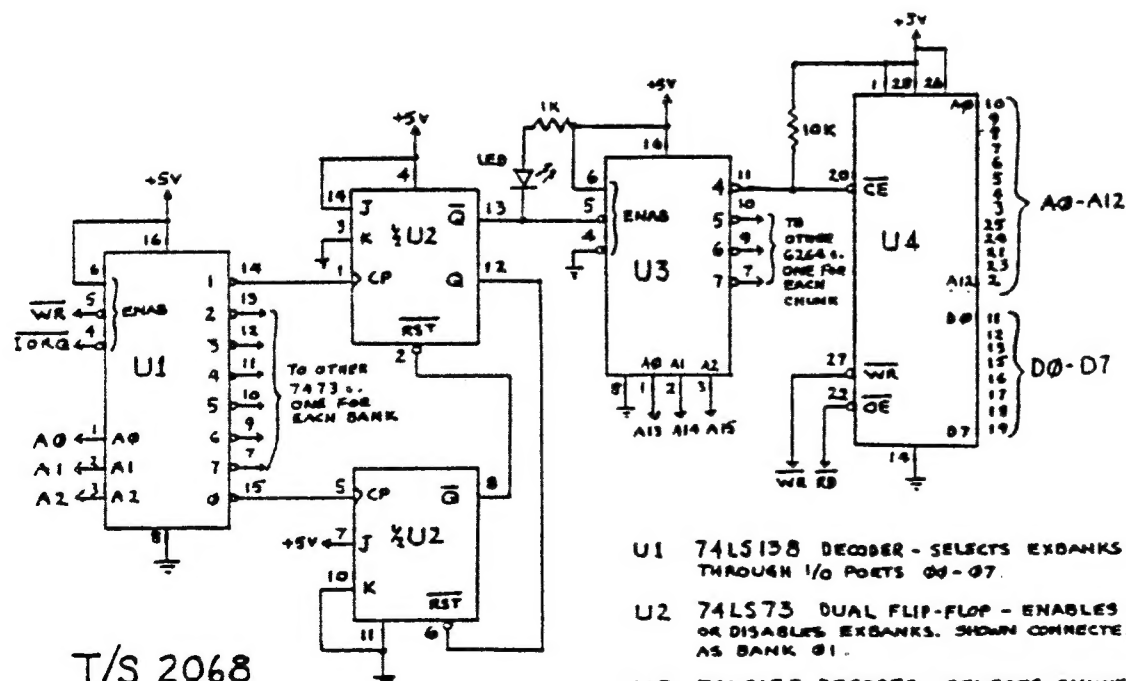 +5V
1K
LED
+5V
+5V
16
6
5
4
ENAB
U3
4
11
5
10
6
9
7
7
TO
OTHER
6264s.
ONE FOR
EACH
CHUNK
8
A0 A1 A2
1 2 3
A13 A14 A15
10K
1 28 26
A0 10
9
8
7
6
5
4
3
25
24
21
23
A12 2
A0-A12
20
CE
U4
D0 11
12
13
15
16
17
18
D7 19
D0-D7
27
WR
22
OE
14
WR RD
+5V
4
14
J
3
K
½U2
Q 13
Q 12
1
CP
RST
2
+5V
16
6
5
4
ENAB
WR
IORQ
U1
1 14
2 13
3 12
4 11
5 10
6 9
7 7
0 15
TO OTHER
7473s.
ONE FOR
EACH BANK
A0 1 A0
A1 2 A1
A2 3 A2
8
5
CP
Q 8
+5V 7 J
½U2
10
K
RST
11
6
T/S 2068
U1 74LS138 DECODER - SELECTS EXBANKS
THROUGH I/O PORTS 00-07.
U2 74LS73 DUAL FLIP-FLOP - ENABLES
OR DISABLES EXBANKS. SHOWN CONNECTE
AS BANK 01.